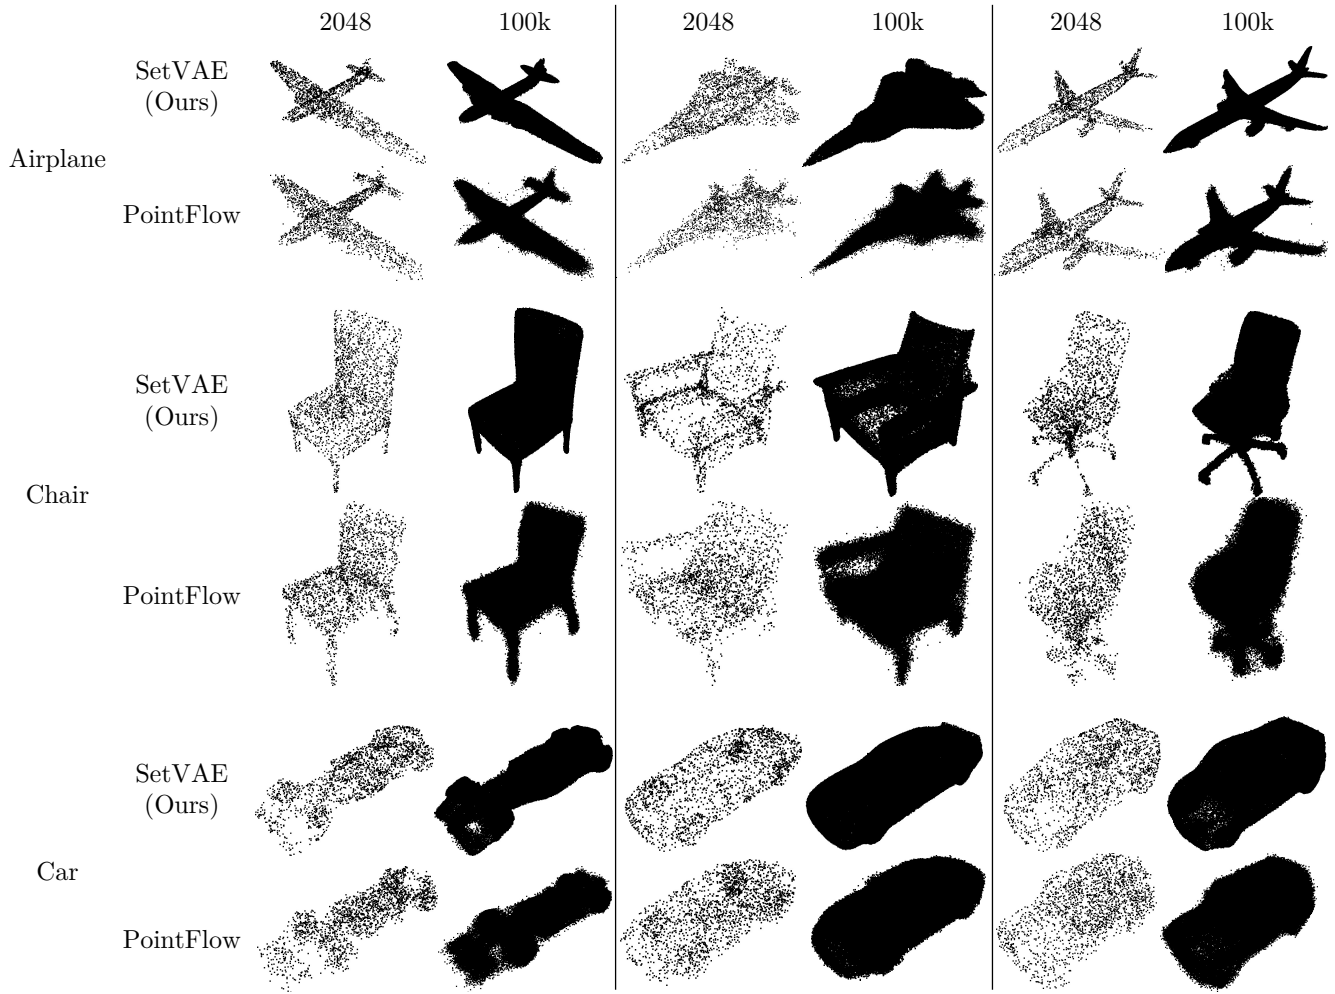 2048 100k 2048 100k 2048 100k
SetVAE
(Ours)
Airplane
PointFlow
SetVAE
(Ours)
Chair
PointFlow
SetVAE
(Ours)
Car
PointFlow